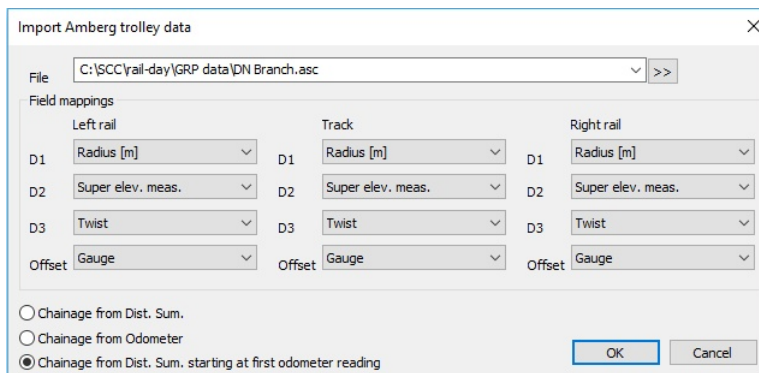 Import Amberg trolley data
File C:\SCC\rail-day\GRP data\DN Branch.asc >>
Field mappings
Left rail Track Right rail
D1 Radius [m] D1 Radius [m] D1 Radius [m]
D2 Super elev. meas. D2 Super elev. meas. D2 Super elev. meas.
D3 Twist D3 Twist D3 Twist
Offset Gauge Offset Gauge Offset Gauge
Chainage from Dist. Sum.
Chainage from Odometer
Chainage from Dist. Sum. starting at first odometer reading
OK Cancel